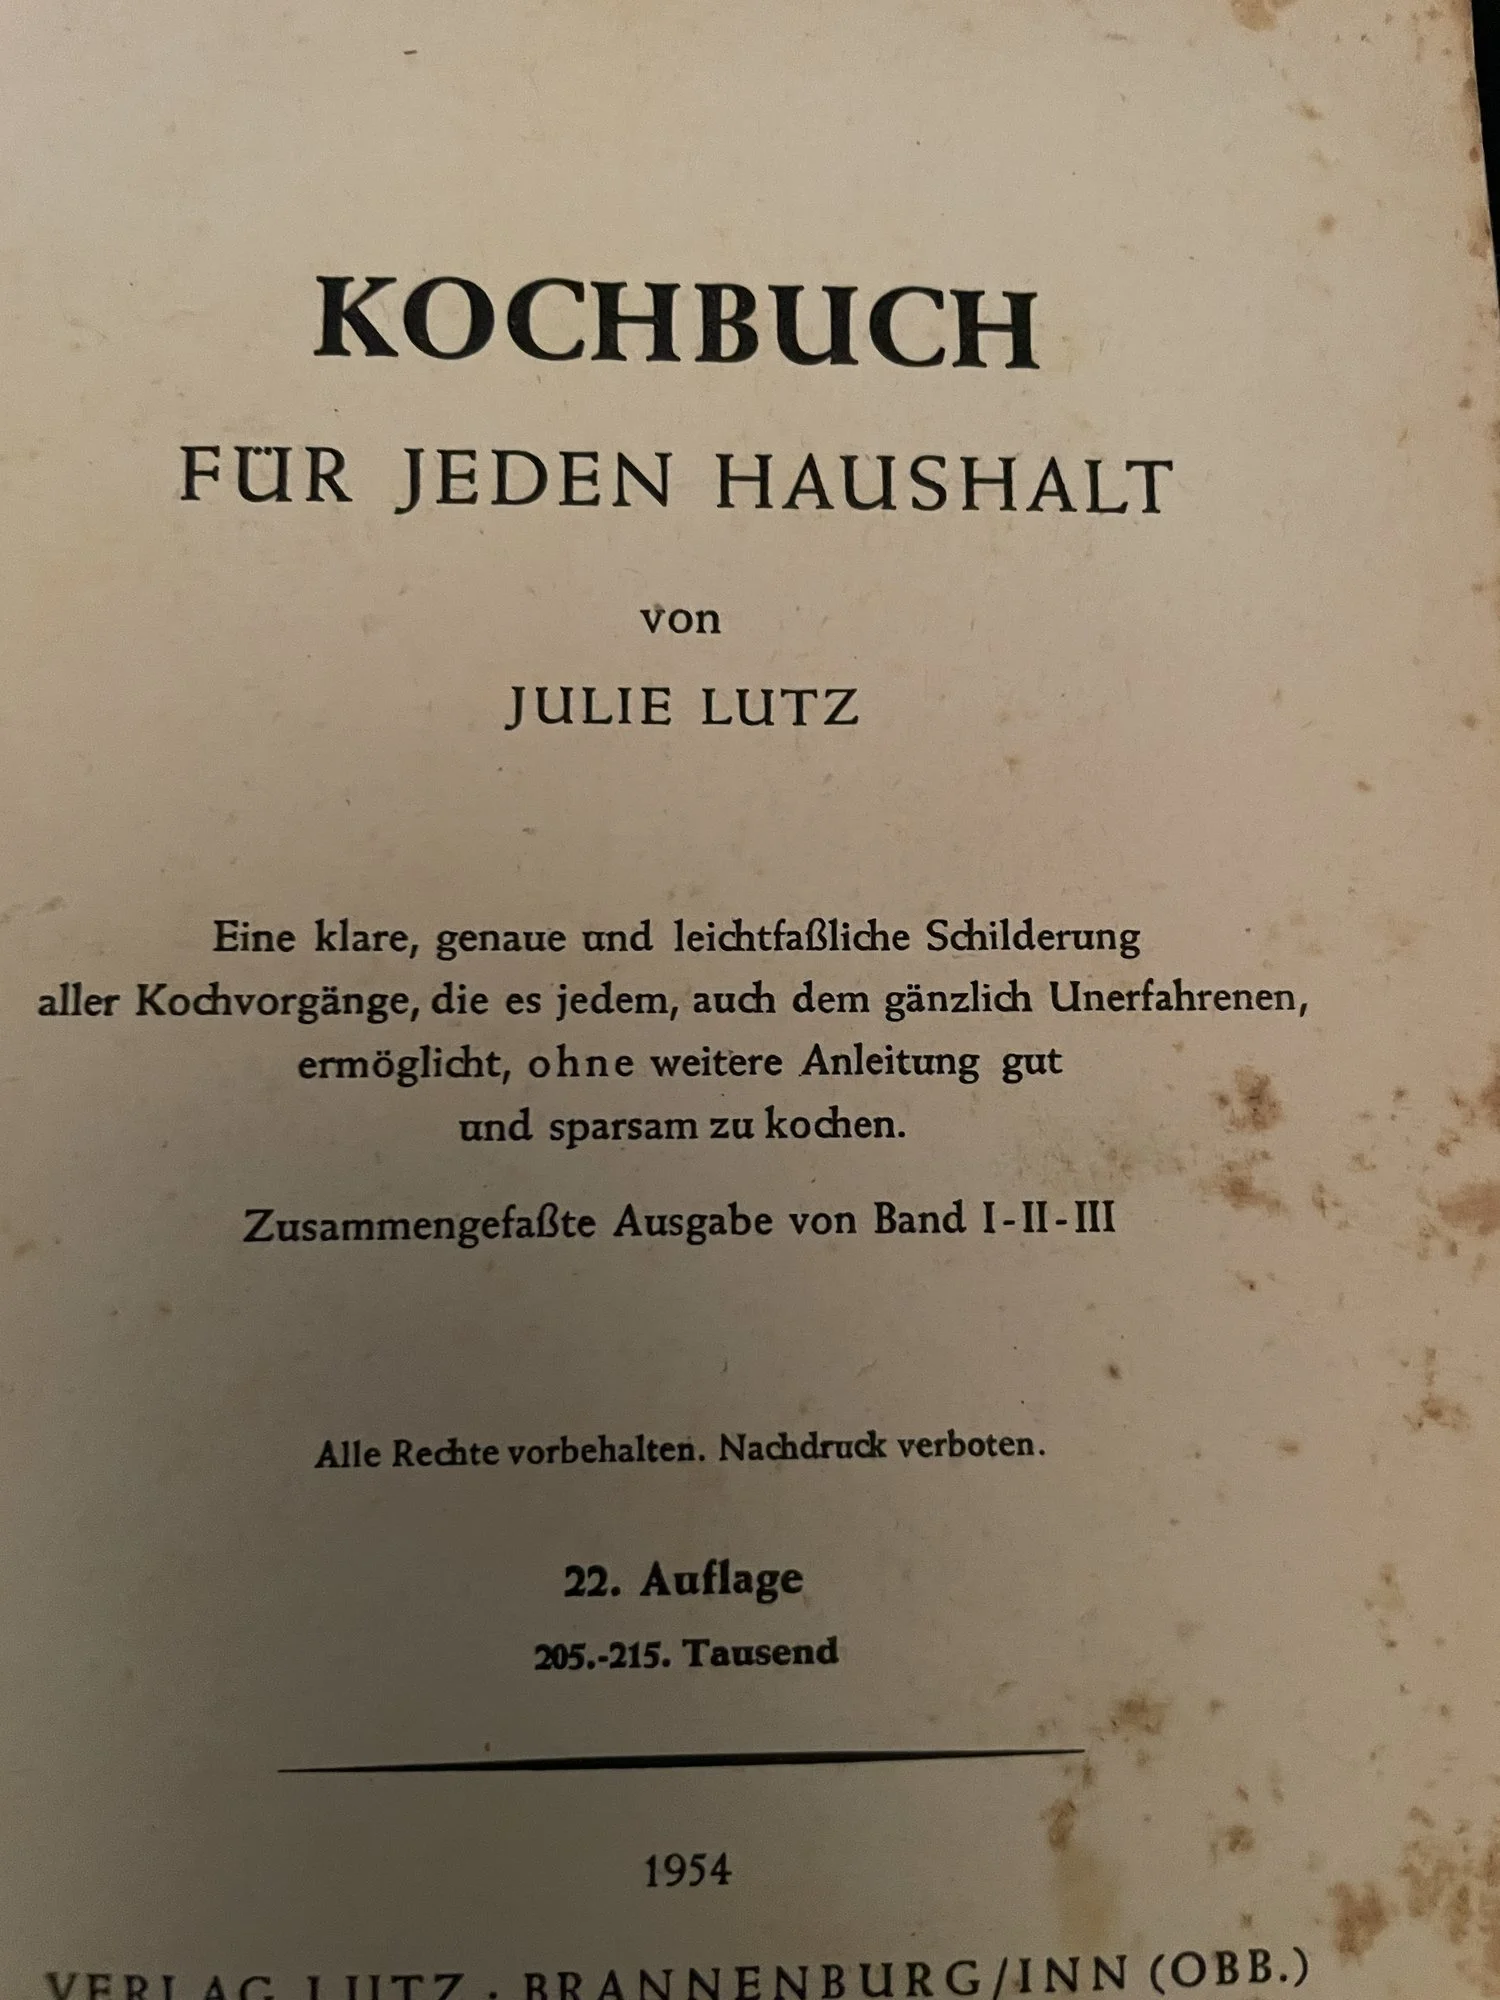 KOCHBUCH
FÜR JEDEN HAUSHALT
von
JULIE LUTZ
Eine klare, genaue und leichtfaßliche Schilderung
aller Kochvorgänge, die es jedem, auch dem gänzlich Unerfahrenen,
ermöglicht, ohne weitere Anleitung gut
und sparsam zu kochen.
Zusammengefaßte Ausgabe von Band I-II-III
Alle Rechte vorbehalten. Nachdruck verboten.
22. Auflage
205.-215. Tausend
1954
VERLAG LUTZ · BRANNENBURG/INN (OBB.)